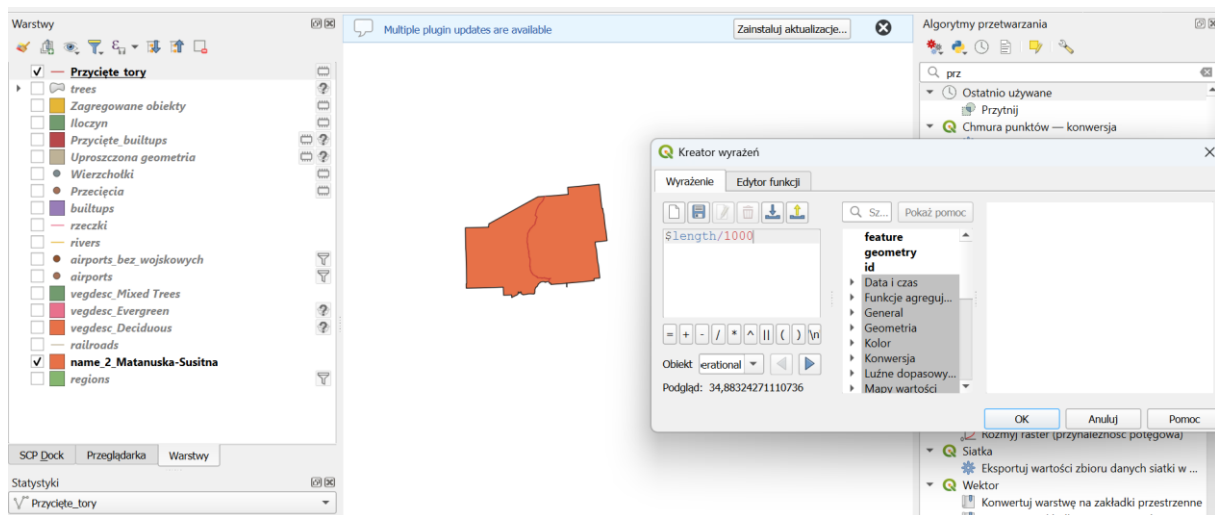 Warstwy
Przycięte_tory
trees
Zagregowane obiekty
Iloczyn
Przycięte_builtups
Uproszczona geometria
Wierzchołki
Przecięcia
builtups
rzeczki
rivers
airports_bez_wojskowych
airports
vegdesc_Mixed Trees
vegdesc_Evergreen
vegdesc_Deciduous
railroads
name_2_Matanuska-Susitna
regions
SCP Dock Przeglądarka Warstwy
Statystyki
Przycięte_tory
Multiple plugin updates are available Zainstaluj aktualizacje...
Algorytmy przetwarzania
prz
Ostatnio używane
Przytnij
Chmura punktów — konwersja
Kreator wyrażeń
Wyrażenie Edytor funkcji
Sz... Pokaż pomoc
$length/1000
feature
geometry
id
Data i czas
Funkcje agreguj...
General
Geometria
Kolor
Konwersja
Luźne dopasowy...
Mapy wartości
= + - / * ^ || ( ) \n
Obiekt erational
Podgląd: 34,88324271110736
OK Anuluj Pomoc
Rozmyj raster (przynależność potęgowa)
Siatka
Eksportuj wartości zbioru danych siatki w ...
Wektor
Konwertuj warstwę na zakładki przestrzenne